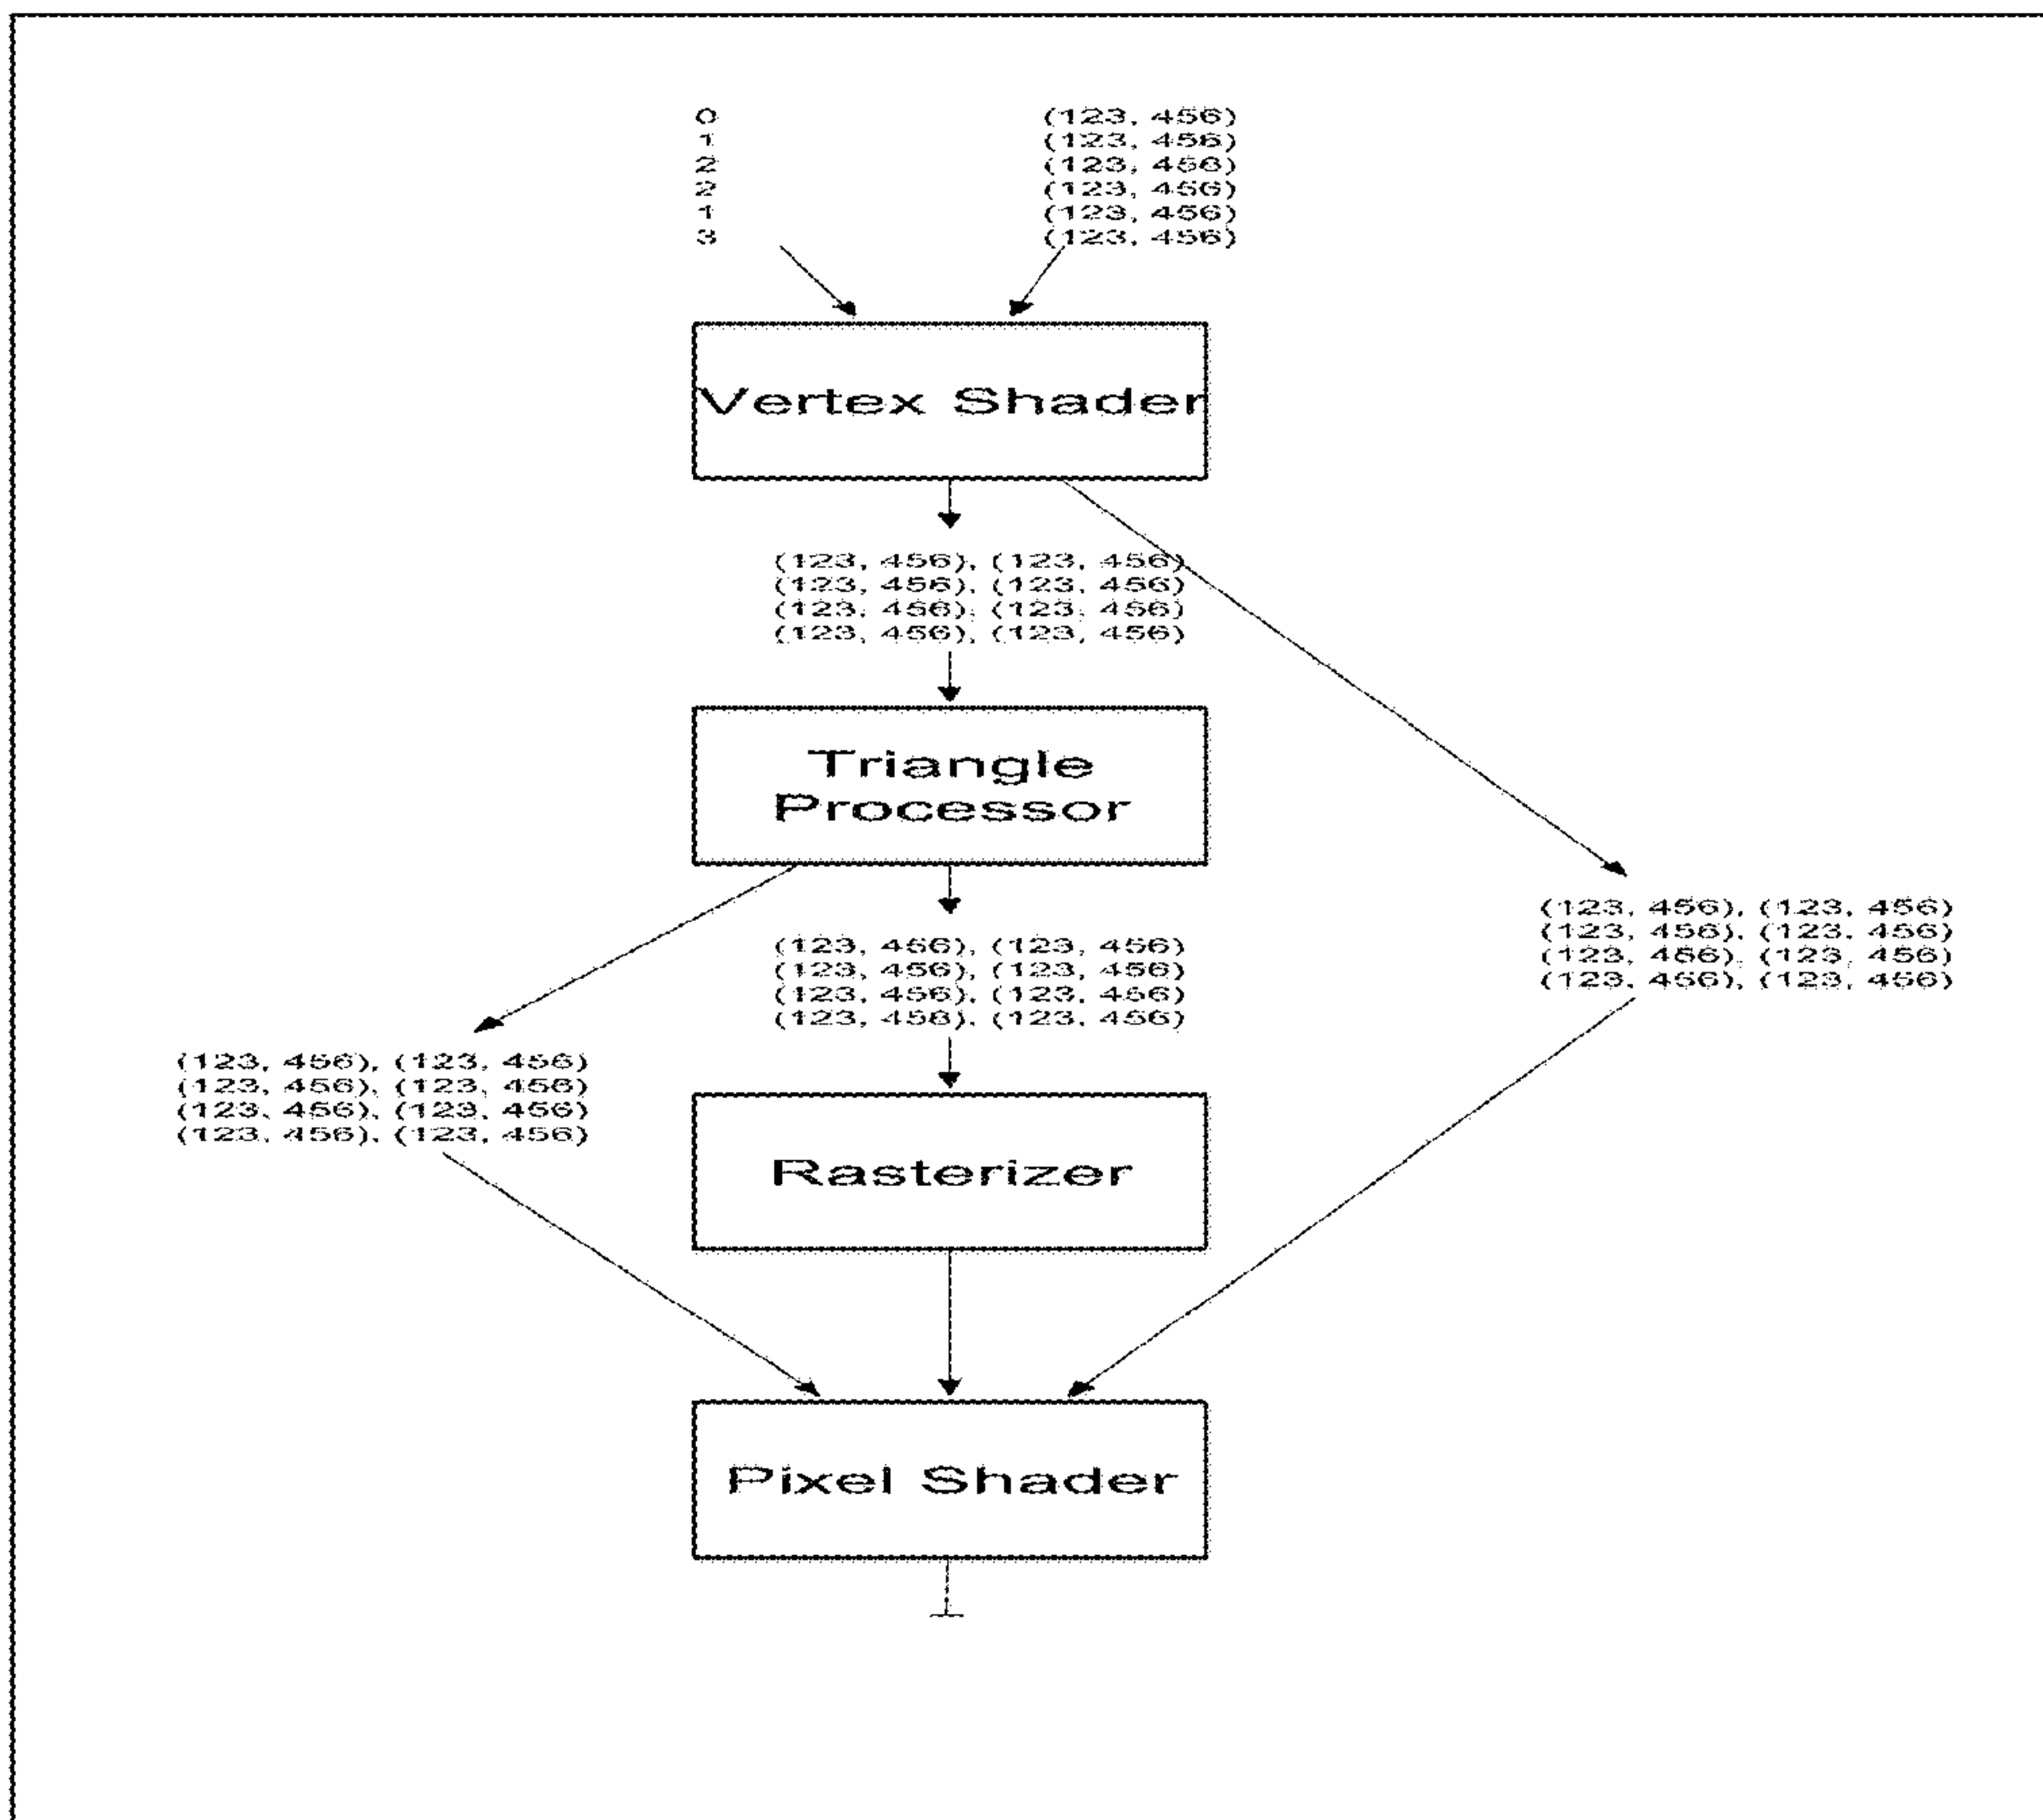 0
1
2
2
1
3
(123, 456)
(123, 456)
(123, 456)
(123, 456)
(123, 456)
(123, 456)
Vertex Shader
(123, 456), (123, 456)
(123, 456), (123, 456)
(123, 456), (123, 456)
(123, 456), (123, 456)
Triangle
Processor
(123, 456), (123, 456)
(123, 456), (123, 456)
(123, 456), (123, 456)
(123, 456), (123, 456)
(123, 456), (123, 456)
(123, 456), (123, 456)
(123, 456), (123, 456)
(123, 456), (123, 456)
(123, 456), (123, 456)
(123, 456), (123, 456)
(123, 456), (123, 456)
(123, 456), (123, 456)
Rasterizer
Pixel Shader